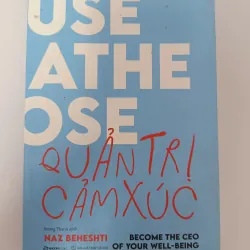 USE
ATHE
OSE
QUẢN TRỊ
CẢM XÚC
NAZ BEHESHTI
BECOME THE CEO
OF YOUR WELL-BEING